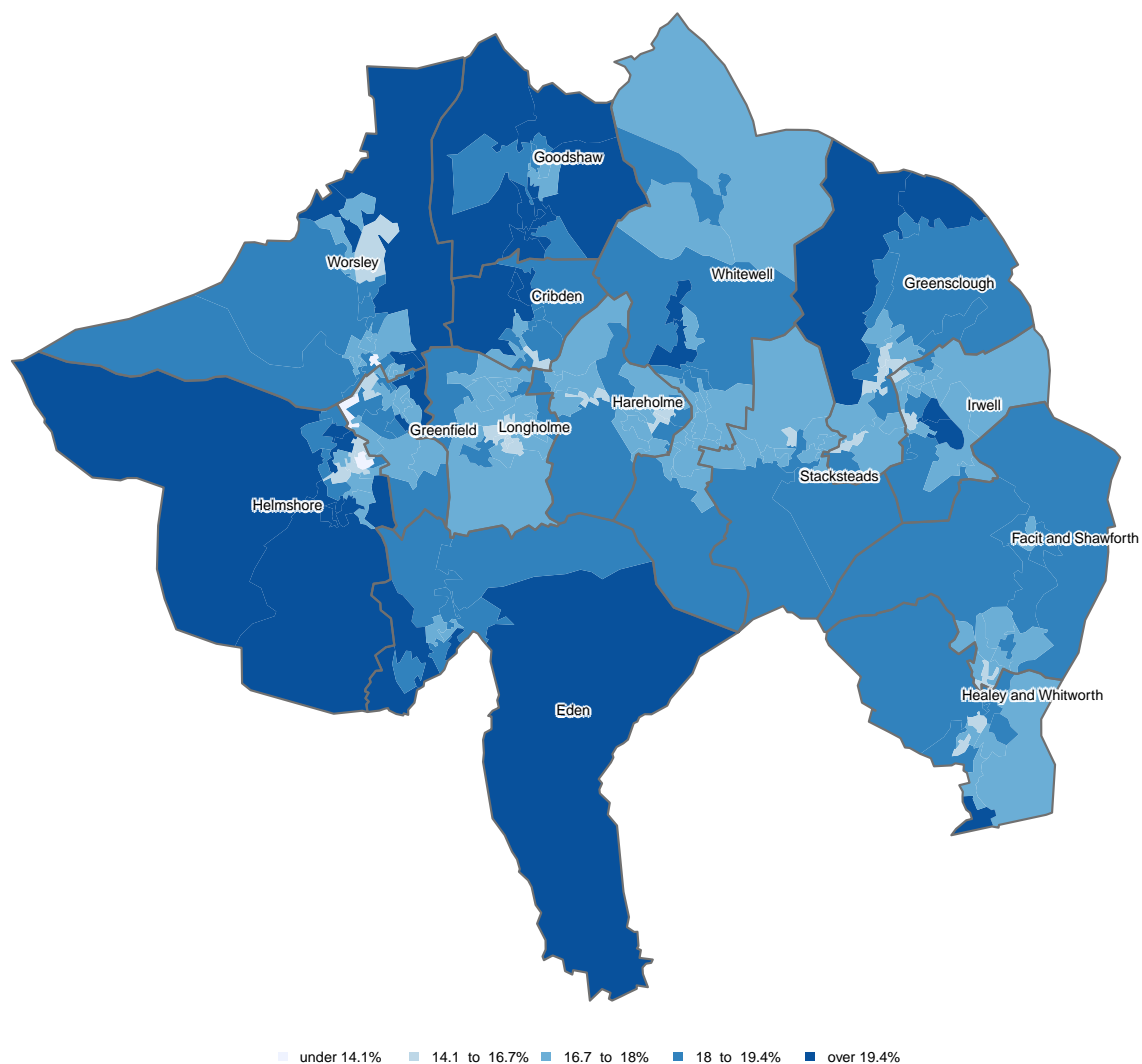 Goodshaw
Worsley
Whitewell
Greensclough
Cribden
Hareholme
Irwell
Greenfield
Longholme
Stacksteads
Helmshore
Facit and Shawforth
Healey and Whitworth
Eden
under 14.1% 14.1 to 16.7% 16.7 to 18% 18 to 19.4% over 19.4%